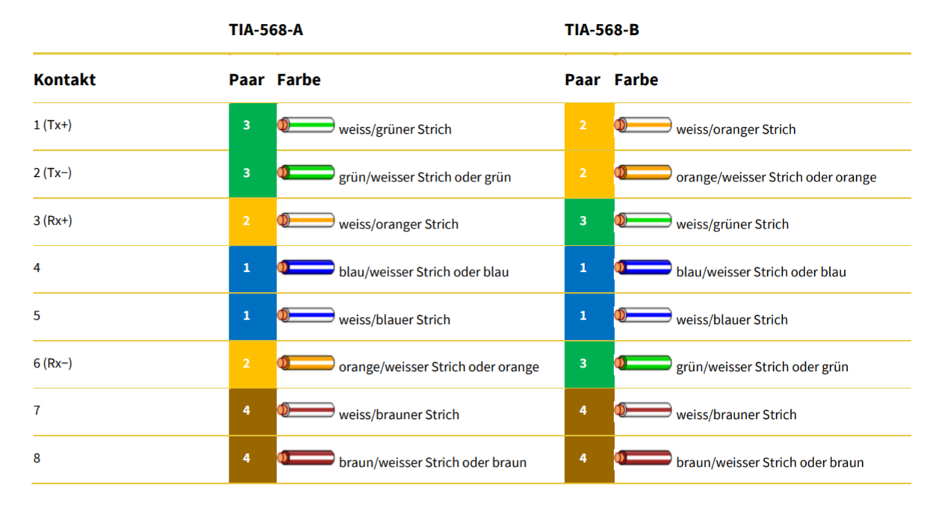 TIA-568-A TIA-568-B
Kontakt Paar Farbe Paar Farbe
1 (Tx+) 3 weiss/grüner Strich 2 weiss/oranger Strich
2 (Tx−) 3 grün/weisser Strich oder grün 2 orange/weisser Strich oder orange
3 (Rx+) 2 weiss/oranger Strich 3 weiss/grüner Strich
4 1 blau/weisser Strich oder blau 1 blau/weisser Strich oder blau
5 1 weiss/blauer Strich 1 weiss/blauer Strich
6 (Rx−) 2 orange/weisser Strich oder orange 3 grün/weisser Strich oder grün
7 4 weiss/brauner Strich 4 weiss/brauner Strich
8 4 braun/weisser Strich oder braun 4 braun/weisser Strich oder braun